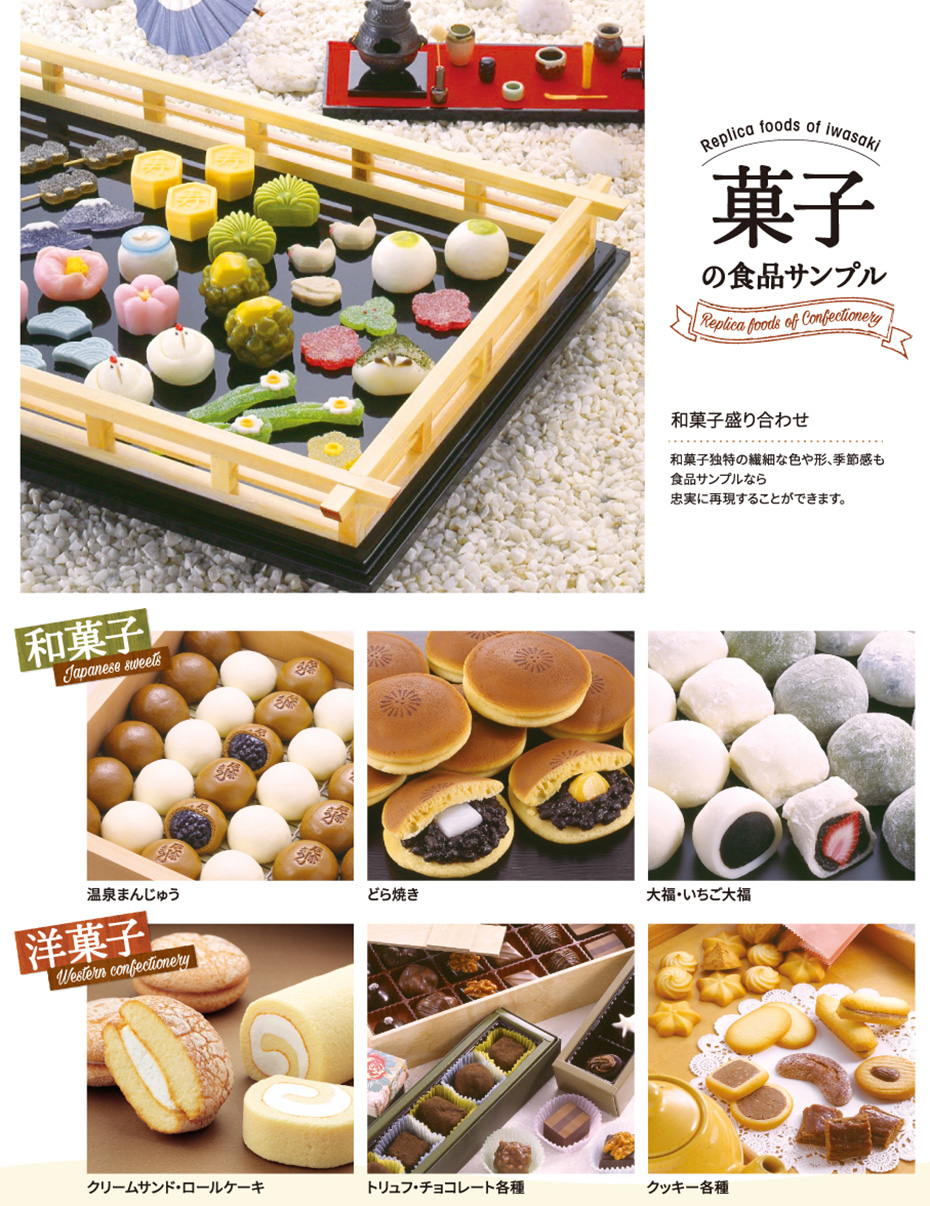 Replica foods of iwasaki
菓子
の食品サンプル
Replica foods of Confectionery
和菓子盛り合わせ
和菓子独特の繊細な色や形、季節感も
食品サンプルなら
忠実に再現することができます。
寿
寿
和菓子
Japanese sweets
温泉まんじゅう
どら焼き
大福・いちご大福
洋菓子
Western confectionery
クリームサンド・ロールケーキ
トリュフ・チョコレート各種
クッキー各種